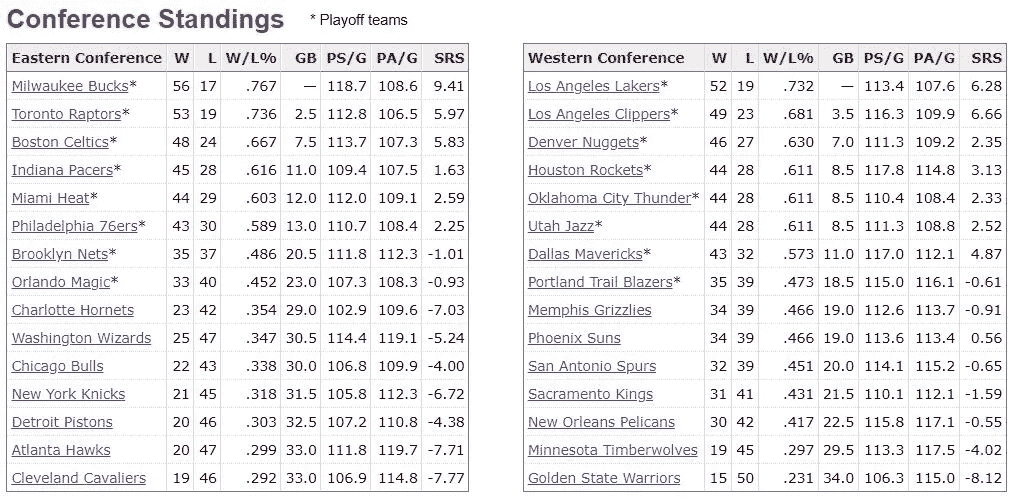 Conference Standings * Playoff teams
Eastern Conference W L W/L% GB PS/G PA/G SRS
Milwaukee Bucks* 56 17 .767 — 118.7 108.6 9.41
Toronto Raptors* 53 19 .736 2.5 112.8 106.5 5.97
Boston Celtics* 48 24 .667 7.5 113.7 107.3 5.83
Indiana Pacers* 45 28 .616 11.0 109.4 107.5 1.63
Miami Heat* 44 29 .603 12.0 112.0 109.1 2.59
Philadelphia 76ers* 43 30 .589 13.0 110.7 108.4 2.25
Brooklyn Nets* 35 37 .486 20.5 111.8 112.3 -1.01
Orlando Magic* 33 40 .452 23.0 107.3 108.3 -0.93
Charlotte Hornets 23 42 .354 29.0 102.9 109.6 -7.03
Washington Wizards 25 47 .347 30.5 114.4 119.1 -5.24
Chicago Bulls 22 43 .338 30.0 106.8 109.9 -4.00
New York Knicks 21 45 .318 31.5 105.8 112.3 -6.72
Detroit Pistons 20 46 .303 32.5 107.2 110.8 -4.38
Atlanta Hawks 20 47 .299 33.0 111.8 119.7 -7.71
Cleveland Cavaliers 19 46 .292 33.0 106.9 114.8 -7.77
Western Conference W L W/L% GB PS/G PA/G SRS
Los Angeles Lakers* 52 19 .732 — 113.4 107.6 6.28
Los Angeles Clippers* 49 23 .681 3.5 116.3 109.9 6.66
Denver Nuggets* 46 27 .630 7.0 111.3 109.2 2.35
Houston Rockets* 44 28 .611 8.5 117.8 114.8 3.13
Oklahoma City Thunder* 44 28 .611 8.5 110.4 108.4 2.33
Utah Jazz* 44 28 .611 8.5 111.3 108.8 2.52
Dallas Mavericks* 43 32 .573 11.0 117.0 112.1 4.87
Portland Trail Blazers* 35 39 .473 18.5 115.0 116.1 -0.61
Memphis Grizzlies 34 39 .466 19.0 112.6 113.7 -0.91
Phoenix Suns 34 39 .466 19.0 113.6 113.4 0.56
San Antonio Spurs 32 39 .451 20.0 114.1 115.2 -0.65
Sacramento Kings 31 41 .431 21.5 110.1 112.1 -1.59
New Orleans Pelicans 30 42 .417 22.5 115.8 117.1 -0.55
Minnesota Timberwolves 19 45 .297 29.5 113.3 117.5 -4.02
Golden State Warriors 15 50 .231 34.0 106.3 115.0 -8.12